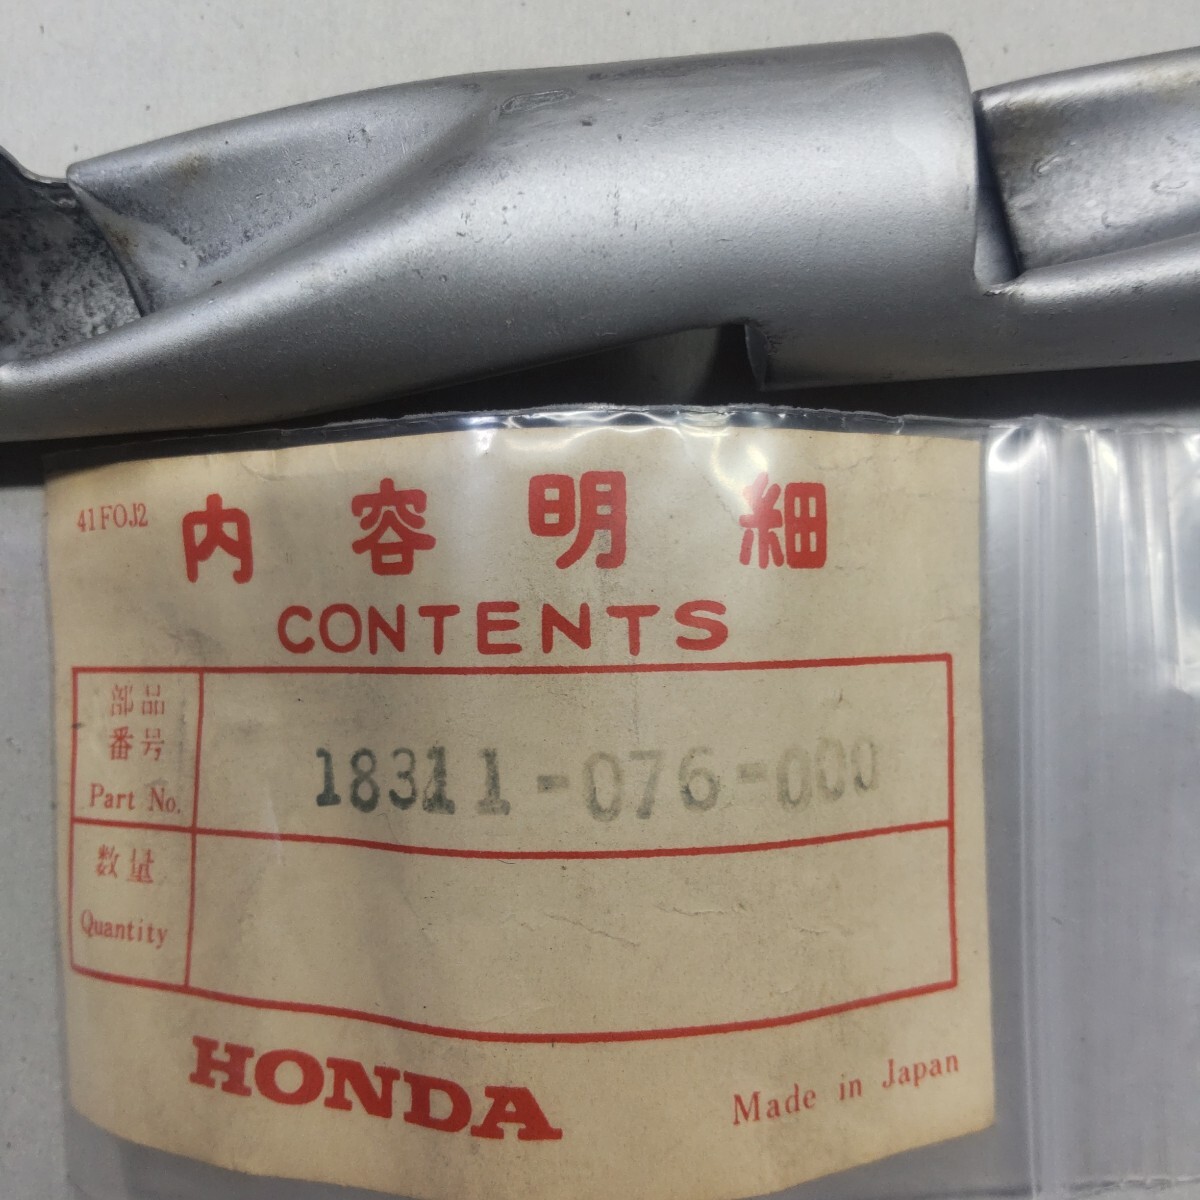 41FOJ2
内容明細
CONTENTS
部品
番号
Part No.
18311-076-000
数量
Quantity
HONDA
Made in Japan